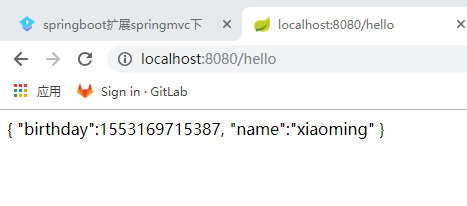 springboot扩展springmvc下
localhost:8080/hello
localhost:8080/hello
应用 Sign in · GitLab
{ "birthday":1553169715387, "name":"xiaoming" }